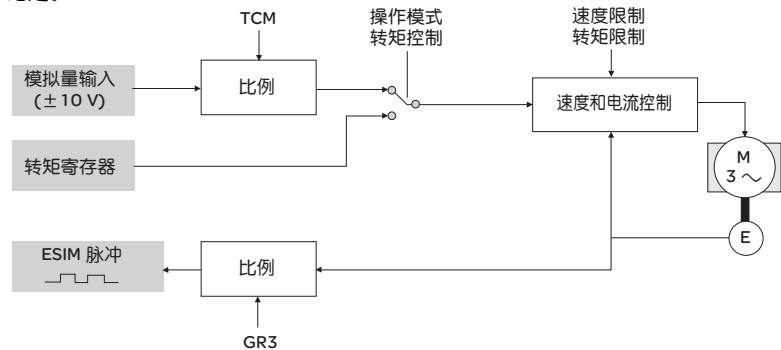 TCM
操作模式
转矩控制
速度限制
转矩限制
模拟量输入
(±10 V)
比例
速度和电流控制
转矩寄存器
M
3 ～
E
ESIM 脉冲
比例
GR3